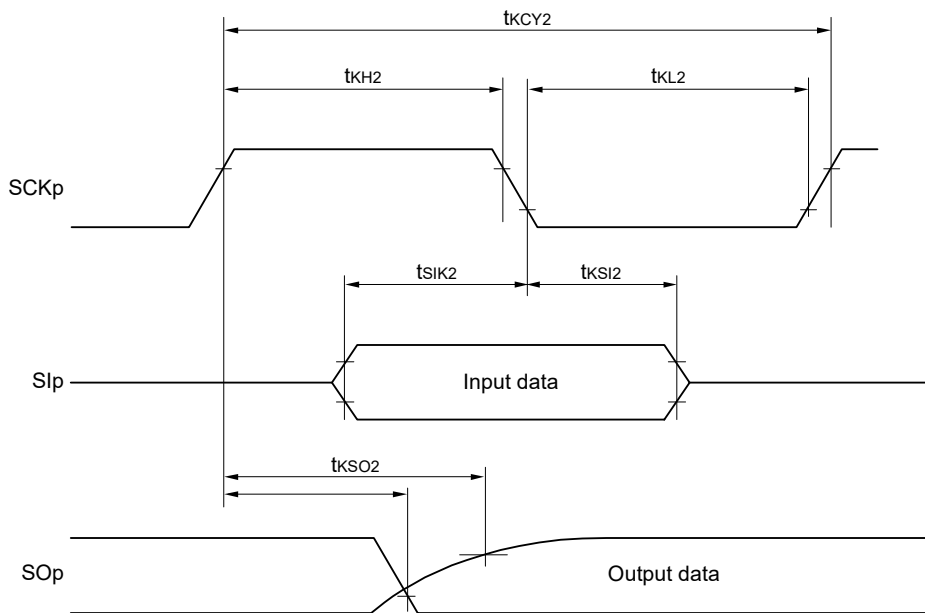 tKCY2
tKH2
tKL2
SCKp
tSIK2
tKSI2
SIp
Input data
tKSO2
SOp
Output data